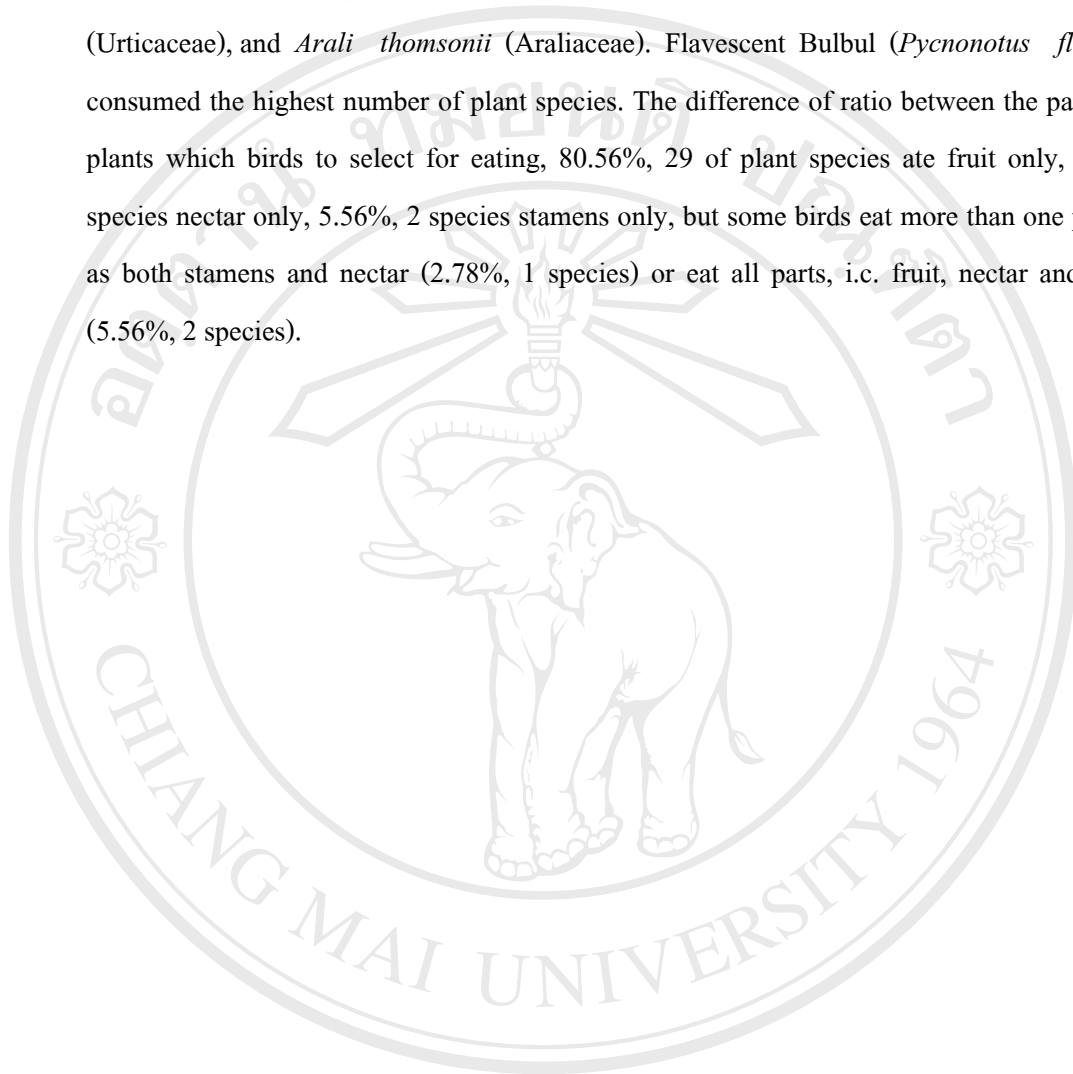 (Urticaceae), and Arali thomsonii (Araliaceae). Flavescent Bulbul (Pycnonotus
consumed the highest number of plant species. The difference of ratio between the
plants which birds to select for eating, 80.56%, 29 of plant species ate fruit only,
species nectar only, 5.56%, 2 species stamens only, but some birds eat more than one
as both stamens and nectar (2.78%, 1 species) or eat all parts, i.c. fruit, nectar and
(5.56%, 2 species).
CHIANG MAI UNIVERSITY 1964